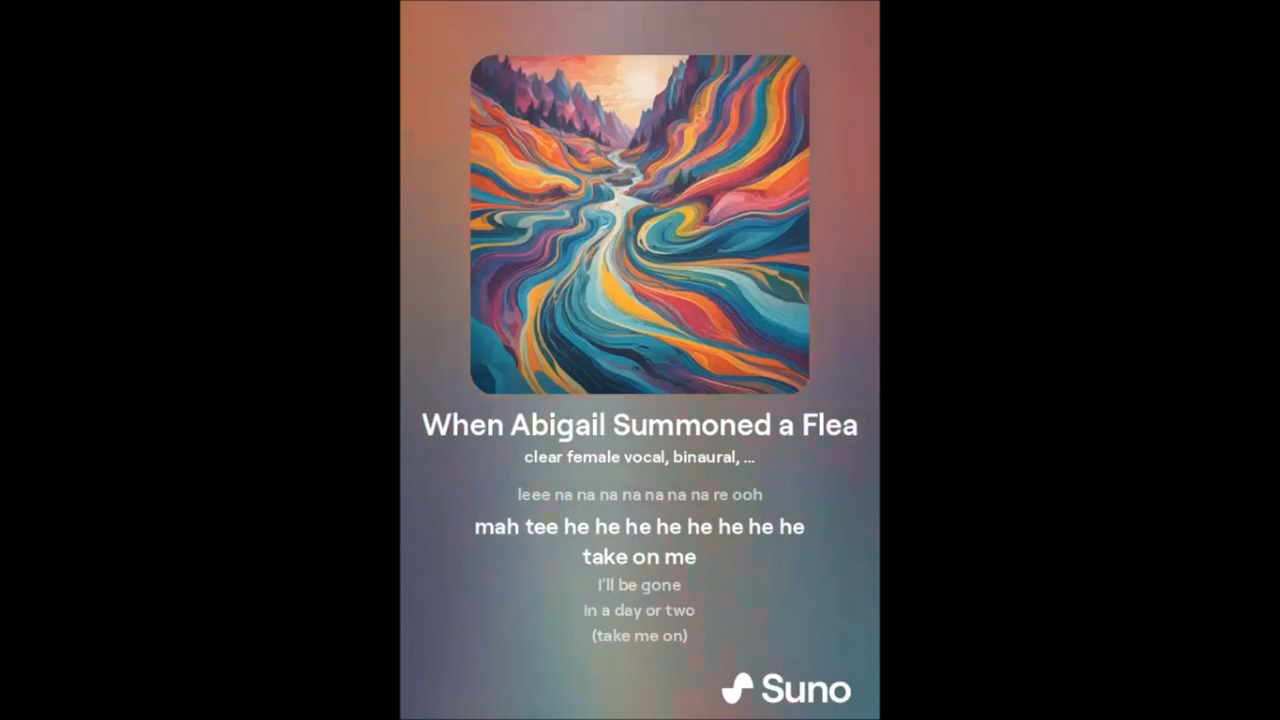 When Abigail Summoned a Flea
clear female vocal, binaural, ...
leee na na na na na na na re ooh
mah tee he he he he he he he he
take on me
I'll be gone
in a day or two
(take me on)
Suno